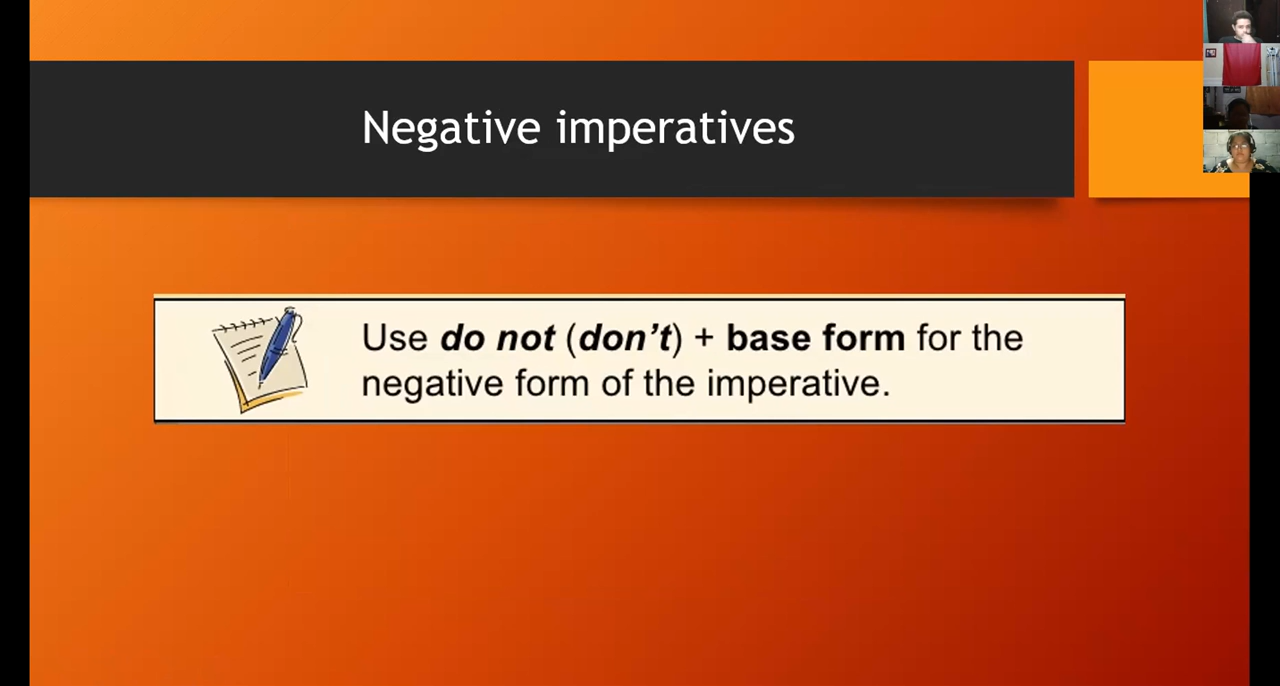 Negative imperatives
Use do not (don't) + base form for the
negative form of the imperative.